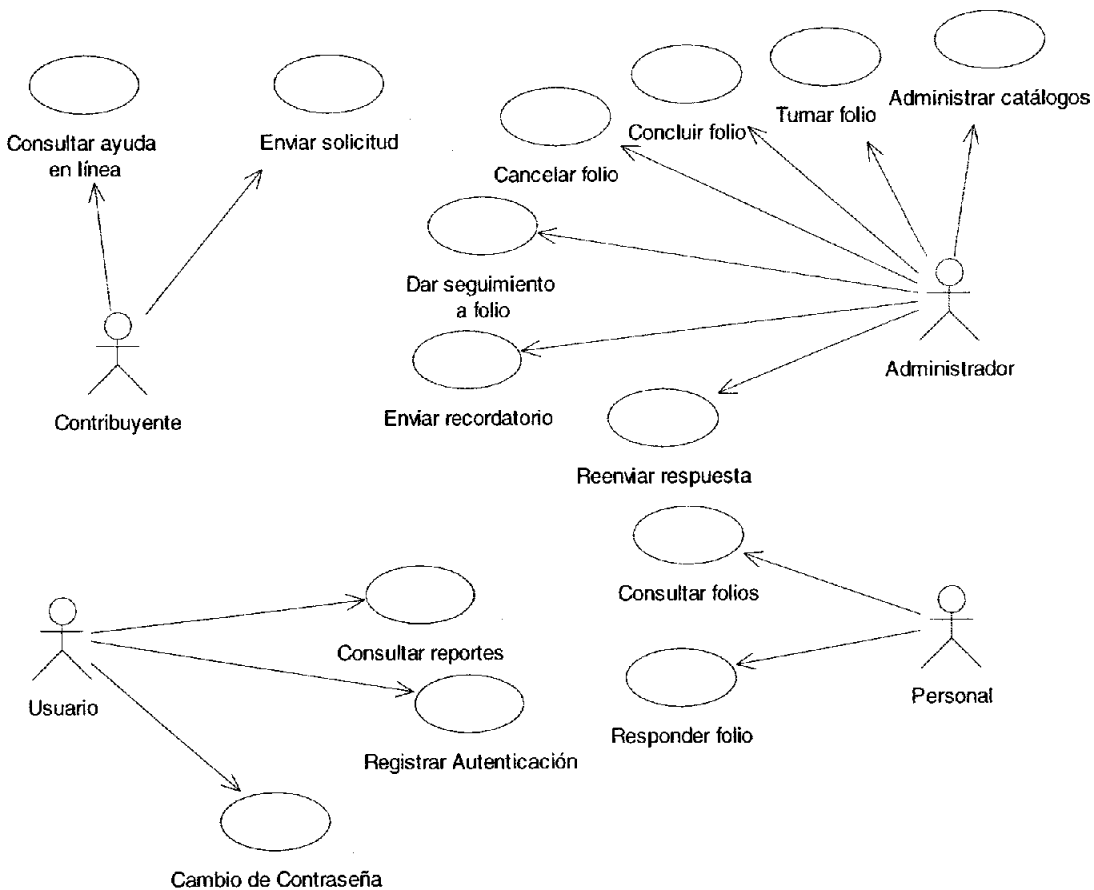 Consultar ayuda
en línea
Enviar solicitud
Cancelar folio
Concluir folio
Turnar folio
Administrar catálogos
Dar seguimiento
a folio
Enviar recordatorio
Reenviar respuesta
Contribuyente
Administrador
Consultar folios
Responder folio
Personal
Usuario
Consultar reportes
Registrar Autenticación
Cambio de Contraseña